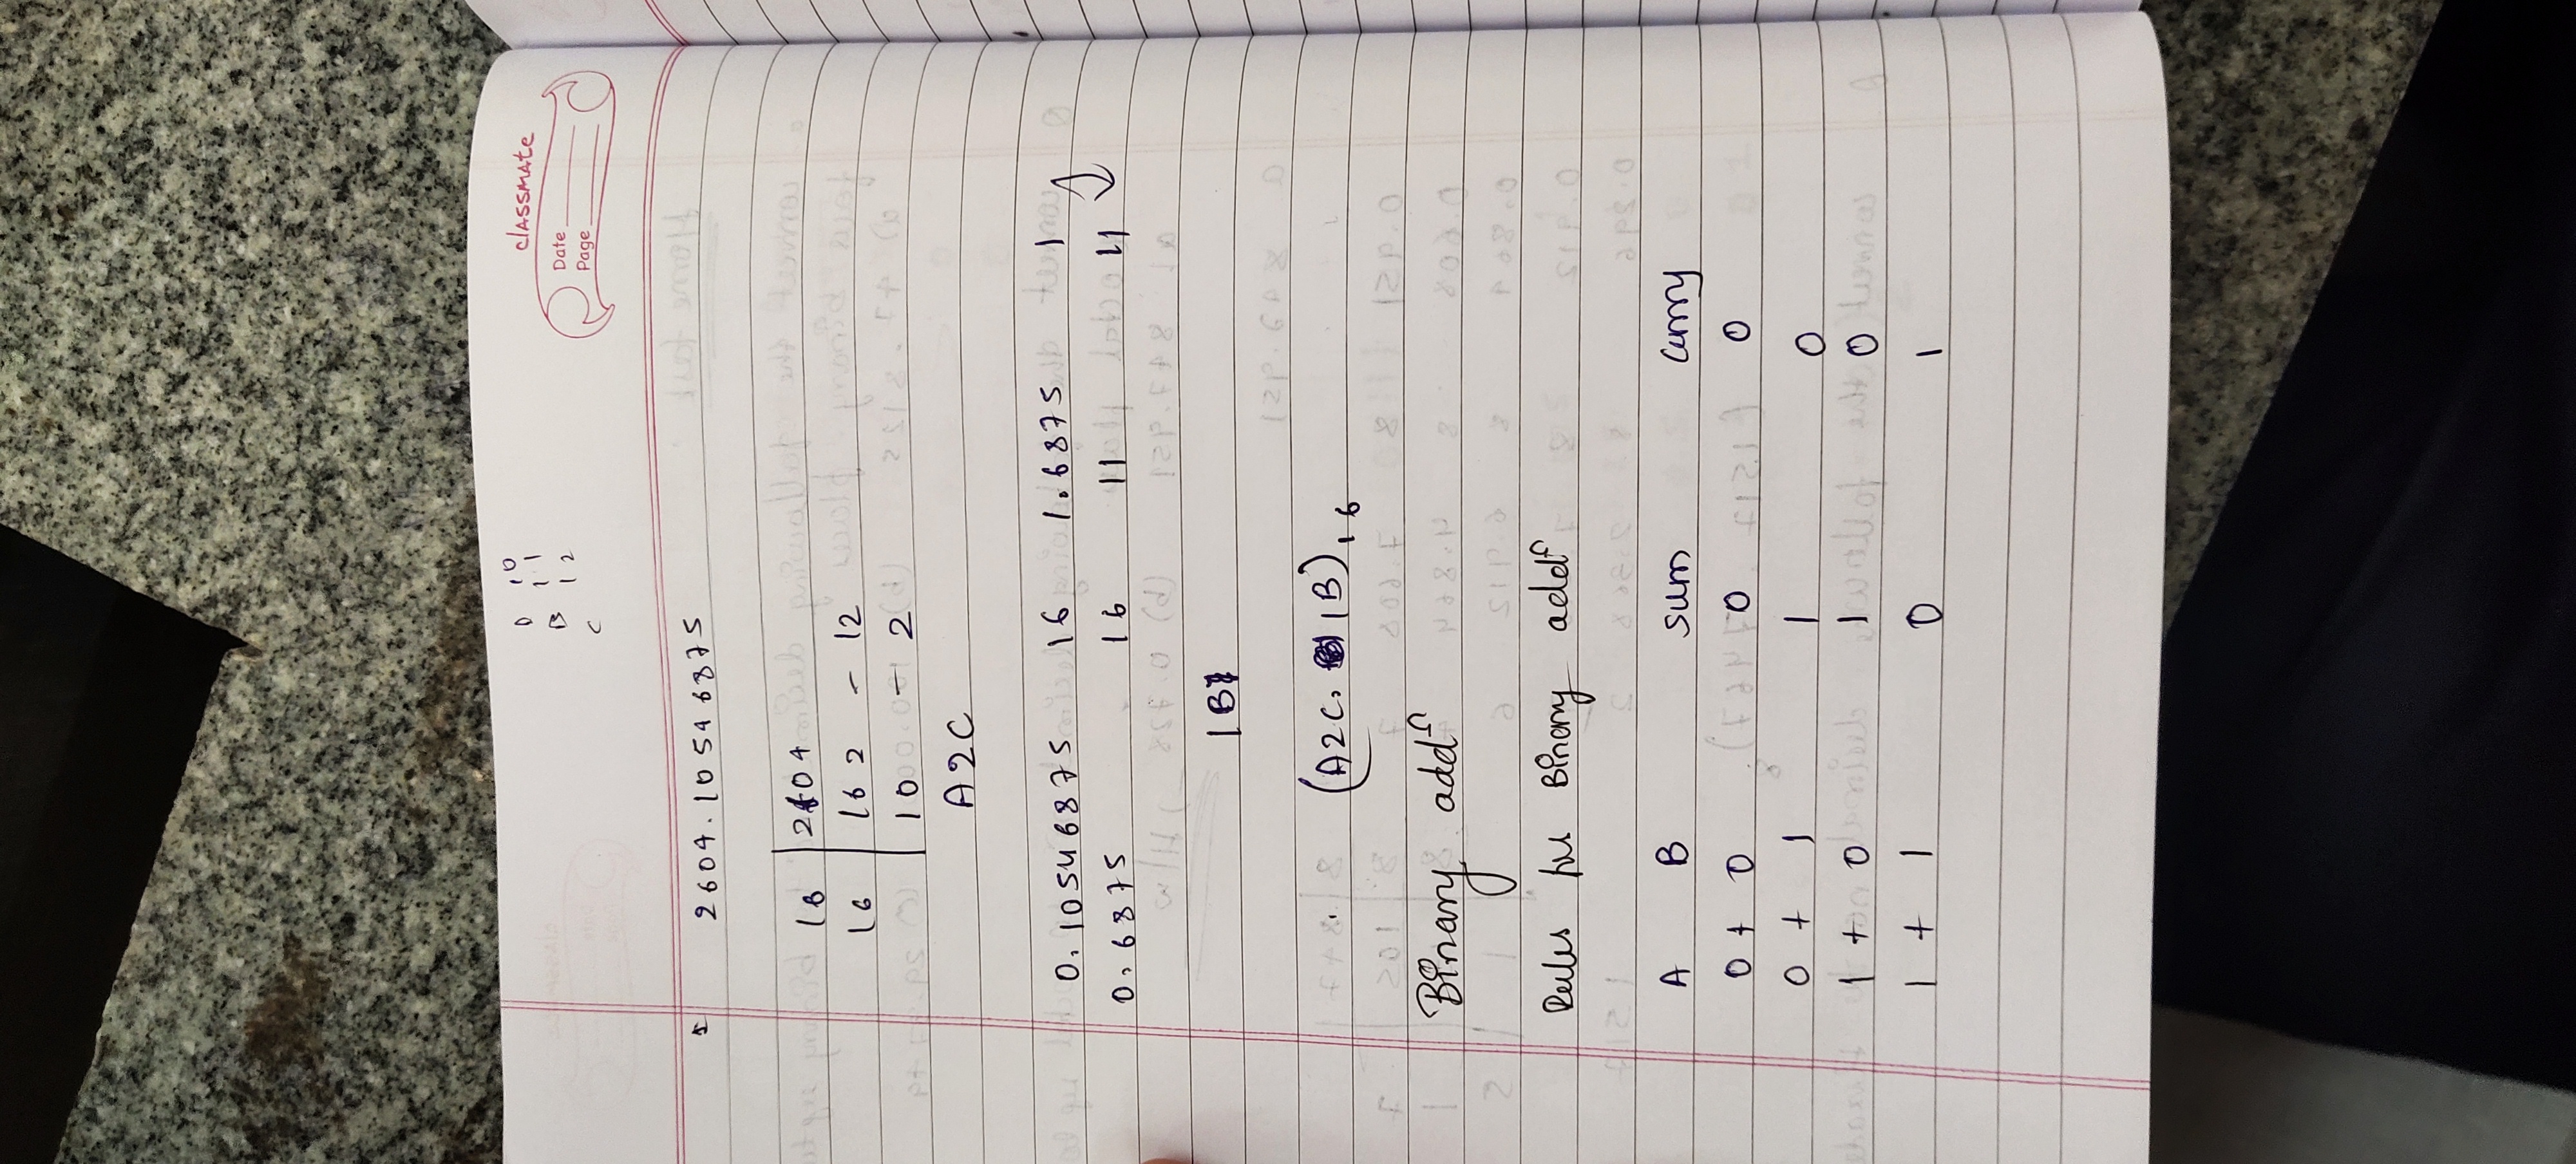 D 10
B 11
C 12
classmate
Date
Page
2604.10546875
16 2604
16 162 - 12
10 - 2
A2C
0.10546875 16 1.6875 1
0.6875 16 11 11
1B
(A2C. 1B)16
Binary addn
Rules for Binary addn
A B sum carry
0 + 0 0 0
0 + 1 1 0
1 + 0 1 0
1 + 1 0 1